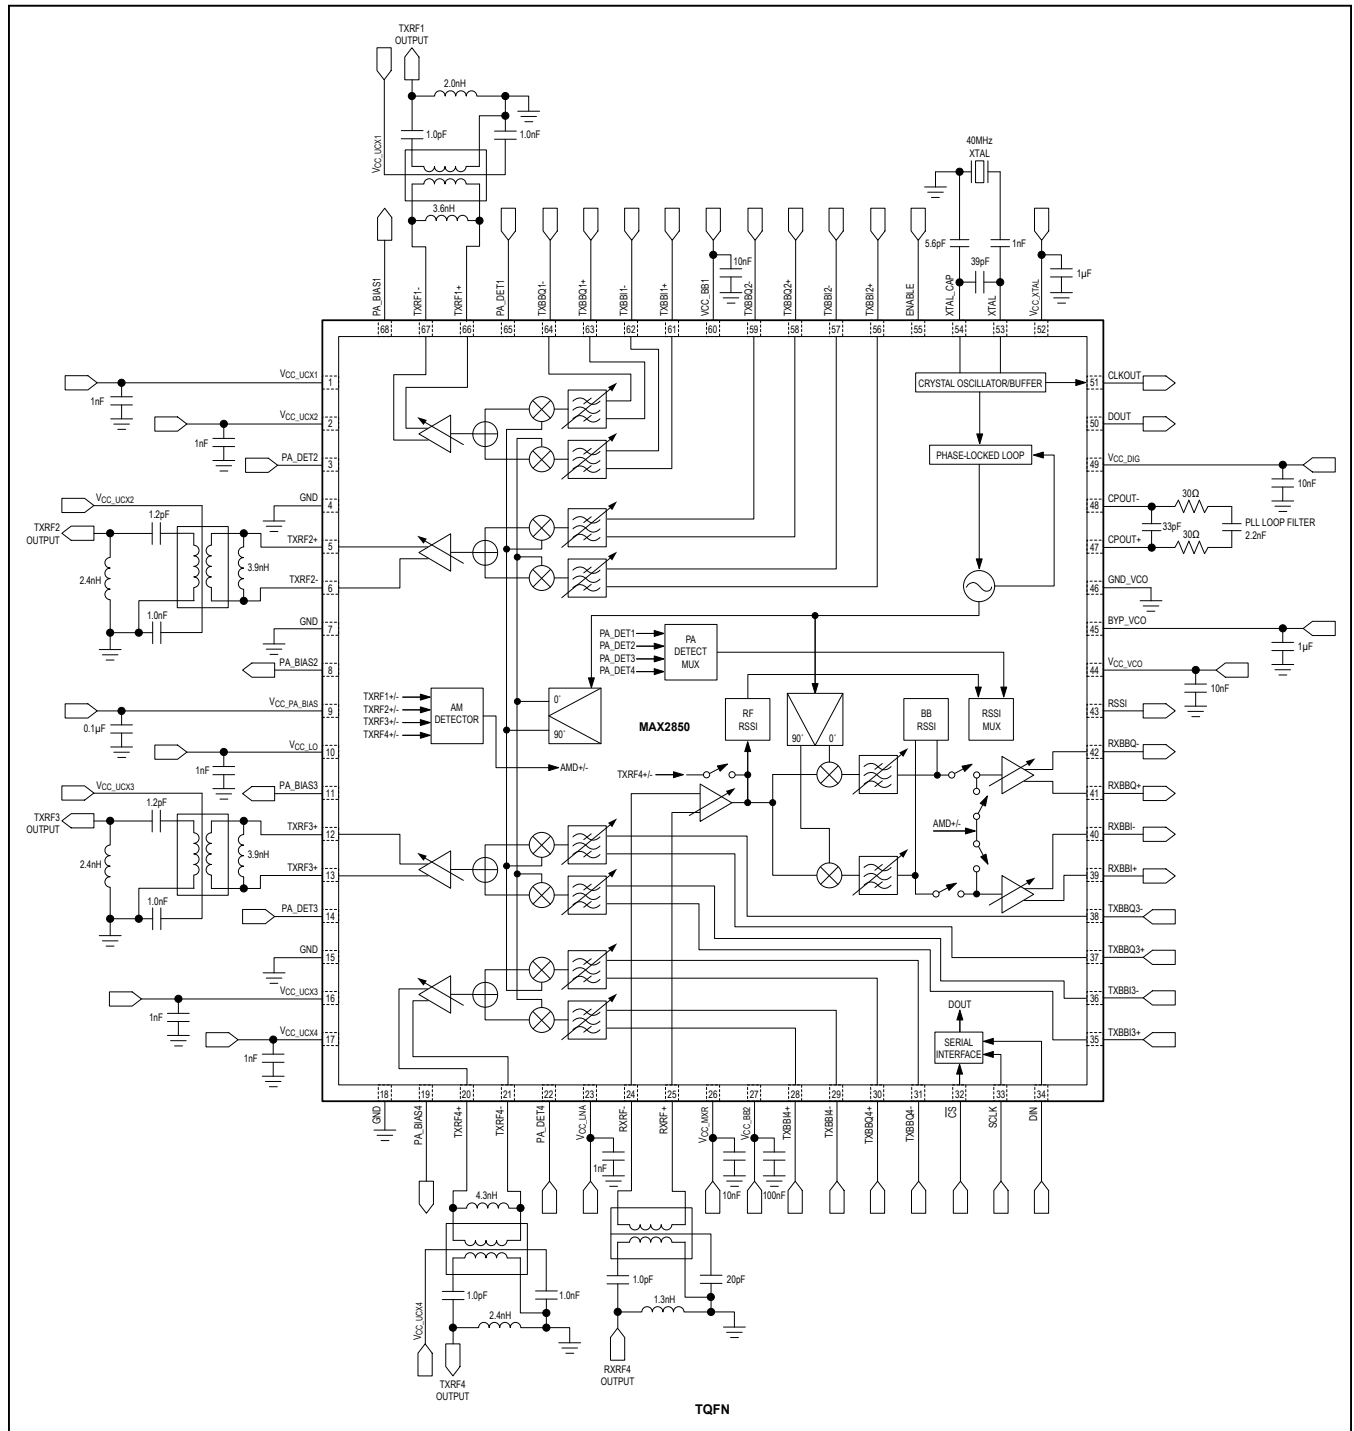 TXRF1
OUTPUT
2.0nH
1.0pF
1.0nF
VCC_UCX1
3.6nH
40MHz
XTAL
5.6pF
1nF
39pF
10nF
1µF
PA_BIAS1
TXRF1-
TXRF1+
PA_DET1
TXBBQ1-
TXBBQ1+
TXBBI1-
TXBBI1+
VCC_BB1
TXBBQ2-
TXBBQ2+
TXBBI2-
TXBBI2+
ENABLE
XTAL_CAP
XTAL
VCC_XTAL
68
67
66
65
64
63
62
61
60
59
58
57
56
55
54
53
52
VCC_UCX1
1
1nF
VCC_UCX2
2
1nF
PA_DET2
3
GND
4
VCC_UCX2
1.2pF
TXRF2
OUTPUT
TXRF2+
5
2.4nH
3.9nH
TXRF2-
6
1.0nF
GND
7
PA_BIAS2
8
VCC_PA_BIAS
9
0.1µF
VCC_LO
10
1nF
PA_BIAS3
11
VCC_UCX3
1.2pF
TXRF3
OUTPUT
TXRF3+
12
2.4nH
3.9nH
TXRF3+
13
1.0nF
PA_DET3
14
GND
15
VCC_UCX3
16
1nF
VCC_UCX4
17
1nF
CRYSTAL OSCILLATOR/BUFFER
PHASE-LOCKED LOOP
PA_DET1
PA_DET2
PA_DET3
PA_DET4
PA
DETECT
MUX
TXRF1+/-
TXRF2+/-
TXRF3+/-
TXRF4+/-
AM
DETECTOR
AMD+/-
0˚
90˚
MAX2850
RF
RSSI
90˚
0˚
BB
RSSI
RSSI
MUX
TXRF4+/-
AMD+/-
DOUT
SERIAL
INTERFACE
51
CLKOUT
50
DOUT
49
VCC_DIG
10nF
48
CPOUT-
30Ω
33pF
PLL LOOP FILTER
2.2nF
47
CPOUT+
30Ω
46
GND_VCO
45
BYP_VCO
1µF
44
VCC_VCO
10nF
43
RSSI
42
RXBBQ-
41
RXBBQ+
40
RXBBI-
39
RXBBI+
38
TXBBQ3-
37
TXBBQ3+
36
TXBBI3-
35
TXBBI3+
18
19
20
21
22
23
24
25
26
27
28
29
30
31
32
33
34
GND
PA_BIAS4
TXRF4+
TXRF4-
PA_DET4
VCC_LNA
RXRF-
RXRF+
VCC_MXR
VCC_BB2
TXBBI4+
TXBBI4-
TXBBQ4+
TXBBQ4-
CS
SCLK
DIN
1nF
10nF
100nF
4.3nH
1.0pF
1.0nF
VCC_UCX4
2.4nH
TXRF4
OUTPUT
1.0pF
20pF
1.3nH
RXRF4
OUTPUT
TQFN